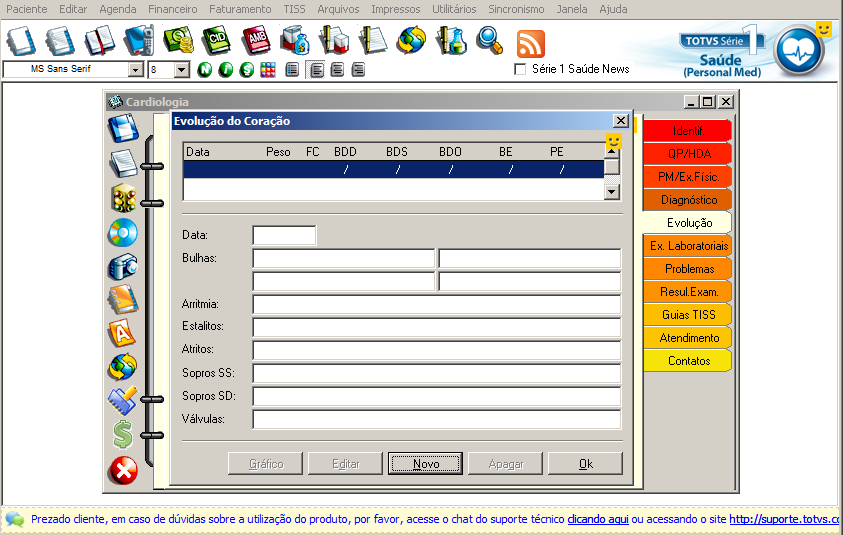 Paciente Editar Agenda Financeiro Faturamento TISS Arquivos Impressos Utilitários Sincronismo Janela Ajuda
CID AMB
TOTVS Série 1
Saúde
(Personal Med)
MS Sans Serif 8 N I S Série 1 Saúde News
Cardiologia
Evolução do Coração
Data Peso FC BDD BDS BDO BE PE
/ / / / /
Data:
Bulhas:
Arritmia:
Estalitos:
Atritos:
Sopros SS:
Sopros SD:
Válvulas:
Gráfico Editar Novo Apagar Ok
Identif.
QP/HDA
PM/Ex.Físic.
Diagnóstico
Evolução
Ex. Laboratoriais
Problemas
Resul.Exam.
Guias TISS
Atendimento
Contatos
Prezado cliente, em caso de dúvidas sobre a utilização do produto, por favor, acesse o chat do suporte técnico clicando aqui ou acessando o site http://suporte.totvs.co